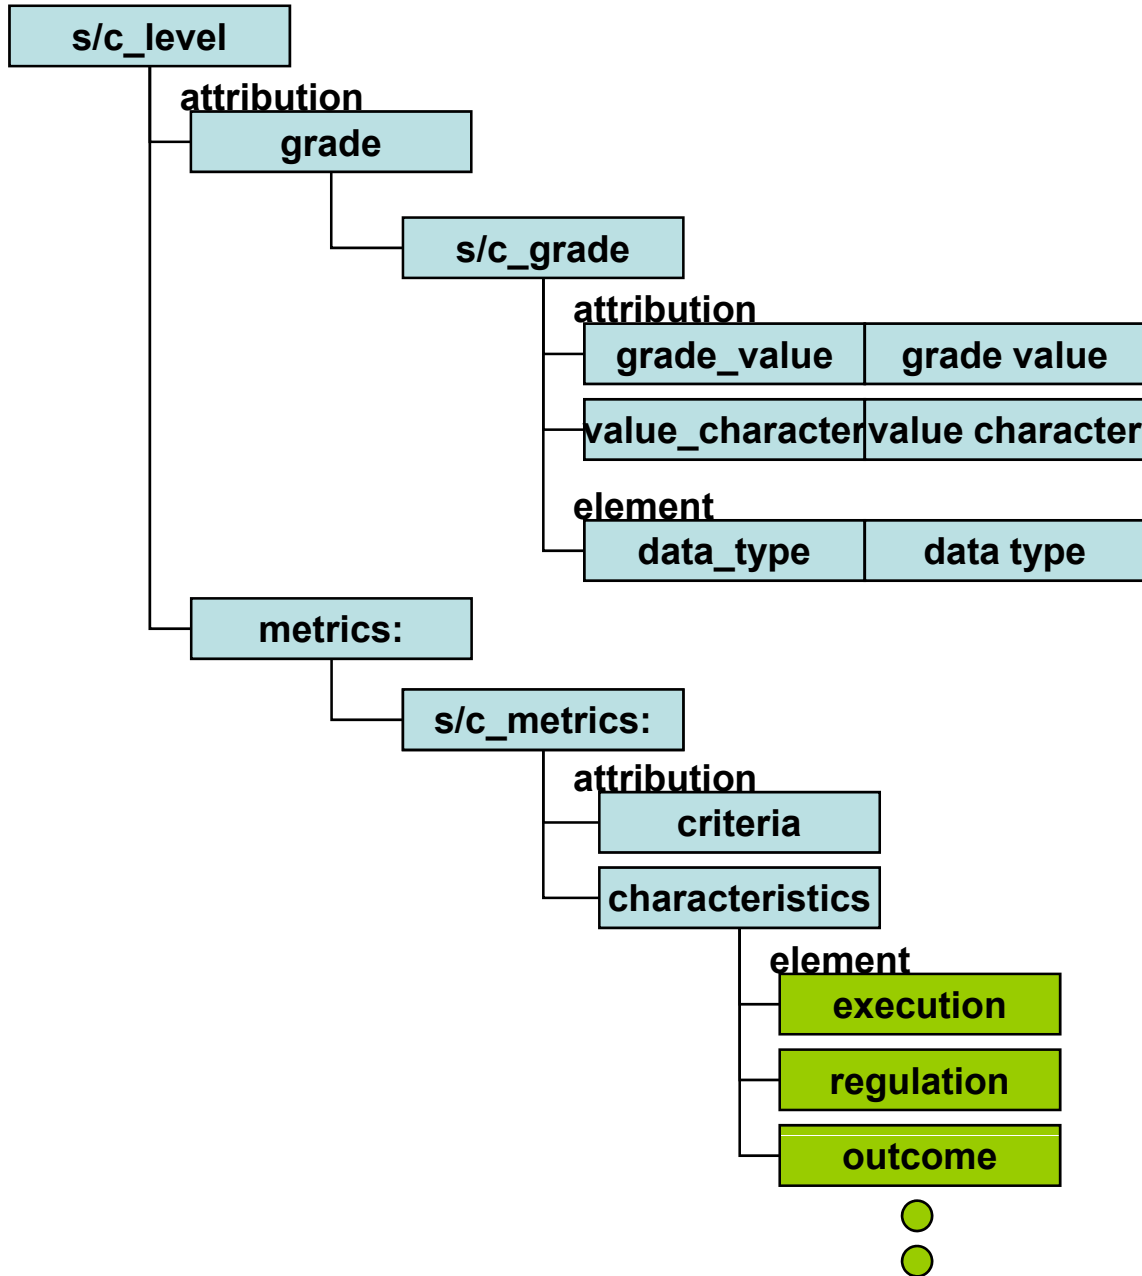 s/c_level
attribution
grade
s/c_grade
attribution
grade_value grade value
value_character value character
element
data_type data type
metrics:
s/c_metrics:
attribution
criteria
characteristics
element
execution
regulation
outcome